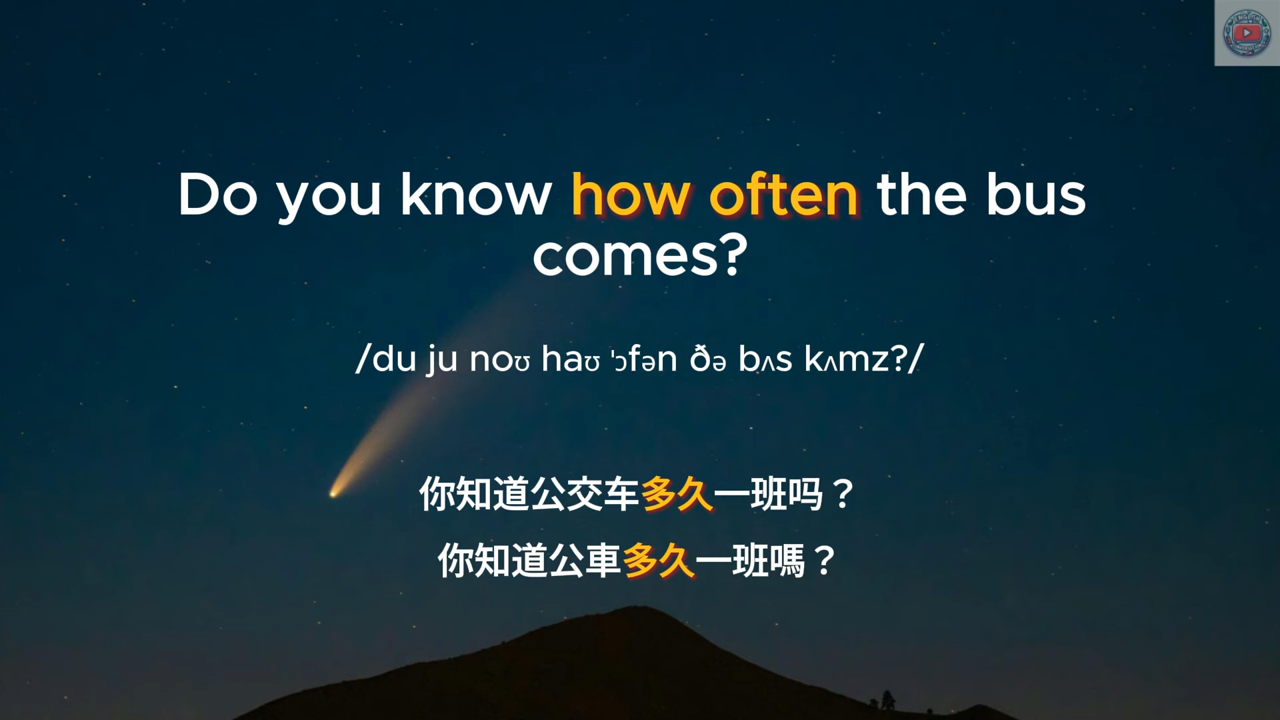 Do you know how often the bus
comes?
/du ju noʊ haʊ ˈɔfən ðə bʌs kʌmz?/
你知道公交车多久一班吗？
你知道公車多久一班嗎？